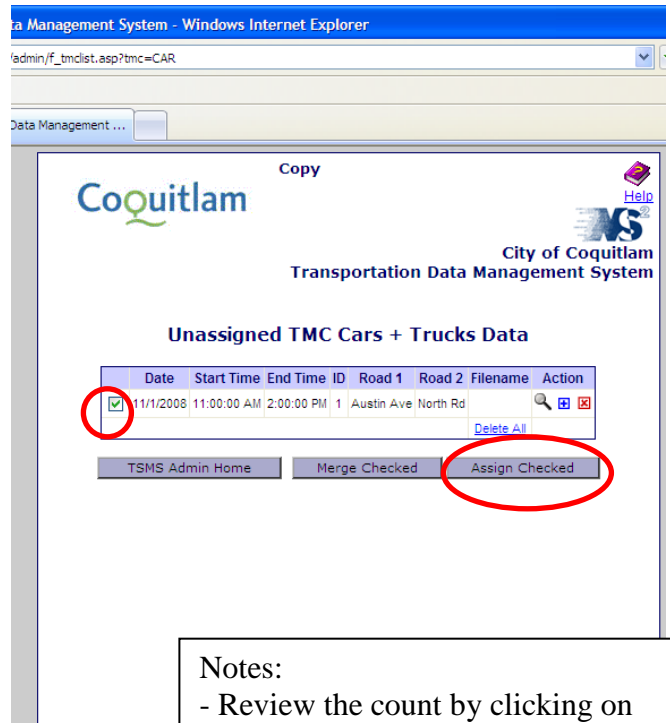 ta Management System - Windows Internet Explorer
/admin/f_tmclist.asp?tmc=CAR
Data Management ...
Copy
Coquitlam
Help
MS2
City of Coquitlam
Transportation Data Management System
Unassigned TMC Cars + Trucks Data
Date Start Time End Time ID Road 1 Road 2 Filename Action
11/1/2008 11:00:00 AM 2:00:00 PM 1 Austin Ave North Rd
Delete All
TSMS Admin Home Merge Checked Assign Checked
Notes:
- Review the count by clicking on